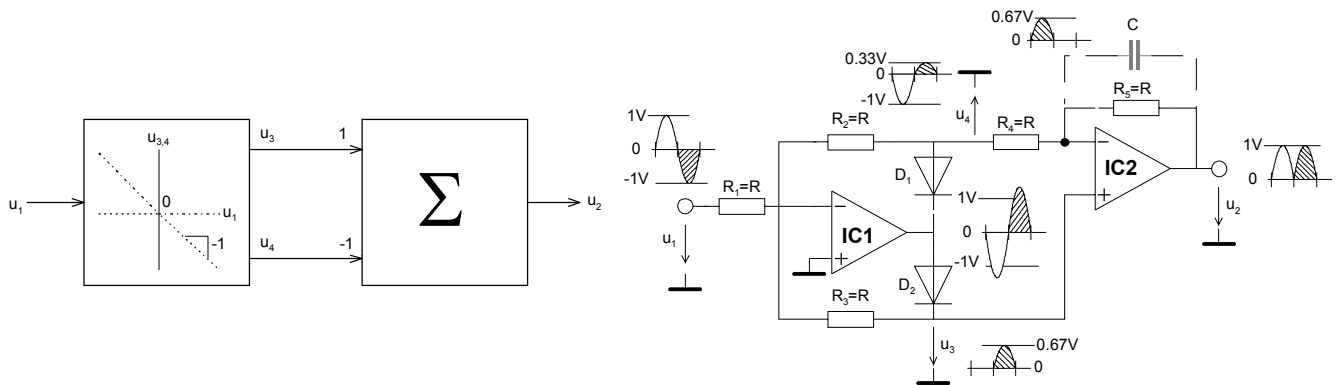 u3,4
0
u1
-1
u1
u3
1
u4
-1
Σ
u2
1V
0
-1V
u1
R1=R
R2=R
IC1
−
+
R3=R
0.33V
0
-1V
u4
D1
D2
1V
0
-1V
u3
0.67V
0
R4=R
0.67V
0
C
R5=R
−
IC2
+
u2
1V
0